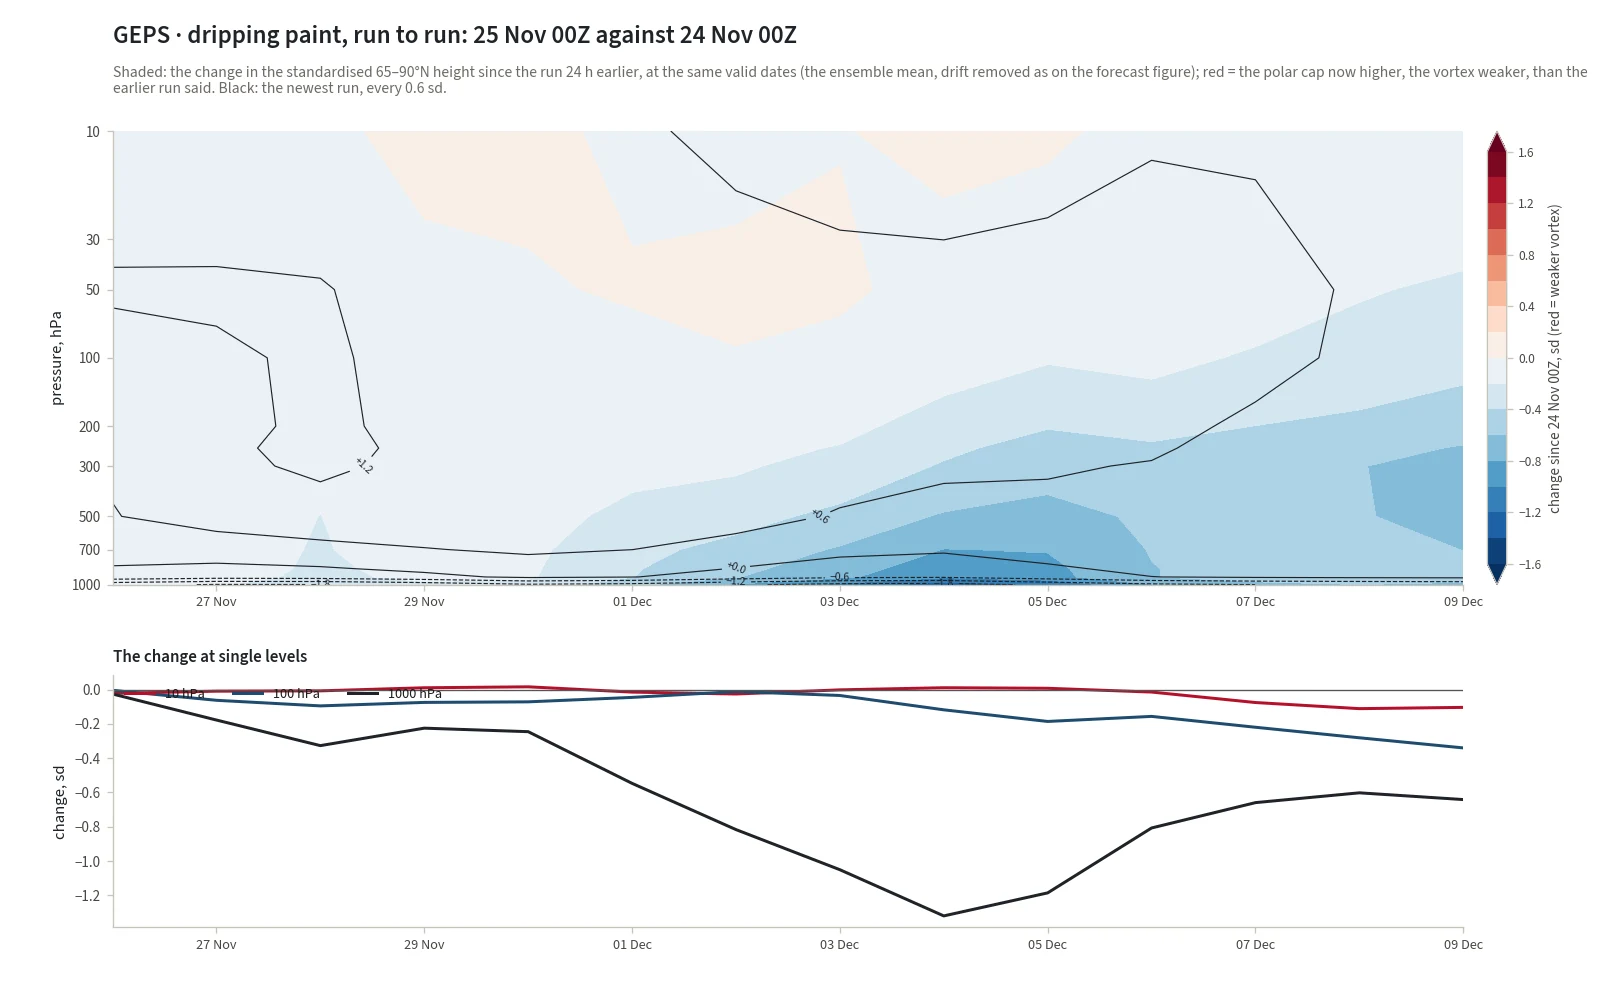 GEPS · dripping paint, run to run: 25 Nov 00Z against 24 Nov 00Z
Shaded: the change in the standardised 65–90°N height since the run 24 h earlier, at the same valid dates (the ensemble mean, drift removed as on the forecast figure); red = the polar cap now higher, the vortex weaker, than the
earlier run said. Black: the newest run, every 0.6 sd.
10
30
50
100
200
300
500
700
1000
pressure, hPa
+1.2
+0.6
+0.0
−0.6
−1.2
27 Nov
29 Nov
01 Dec
03 Dec
05 Dec
07 Dec
09 Dec
1.6
1.2
0.8
0.4
0.0
−0.4
−0.8
−1.2
−1.6
change since 24 Nov 00Z, sd (red = weaker vortex)
The change at single levels
10 hPa
100 hPa
1000 hPa
0.0
−0.2
−0.4
−0.6
−0.8
−1.0
−1.2
change, sd
27 Nov
29 Nov
01 Dec
03 Dec
05 Dec
07 Dec
09 Dec